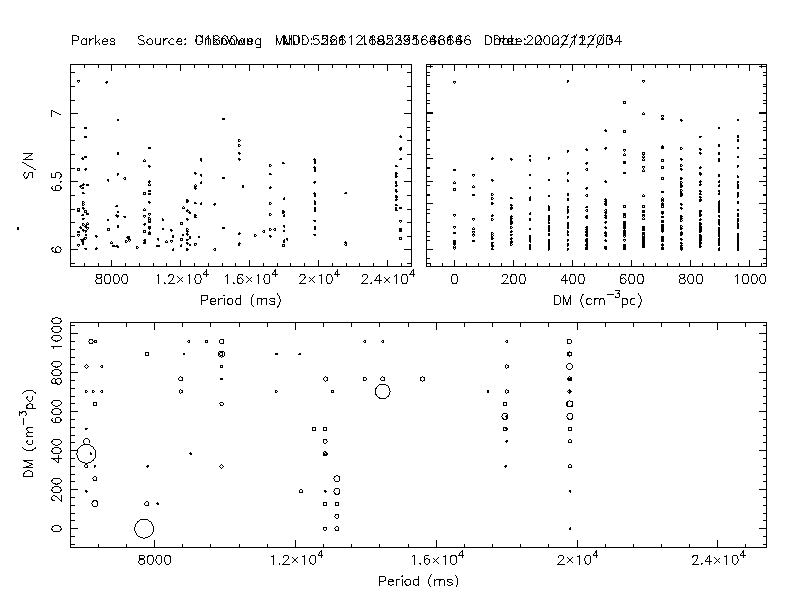 Parkes Source:
S/N
7
6.5
6
8000 1.2×10⁴ 1.6×10⁴ 2×10⁴ 2.4×10⁴
Period (ms)
0 200 400 600 800 1000
DM (cm⁻³pc)
DM (cm⁻³pc)
1000
800
600
400
200
0
8000 1.2×10⁴ 1.6×10⁴ 2×10⁴ 2.4×10⁴
Period (ms)